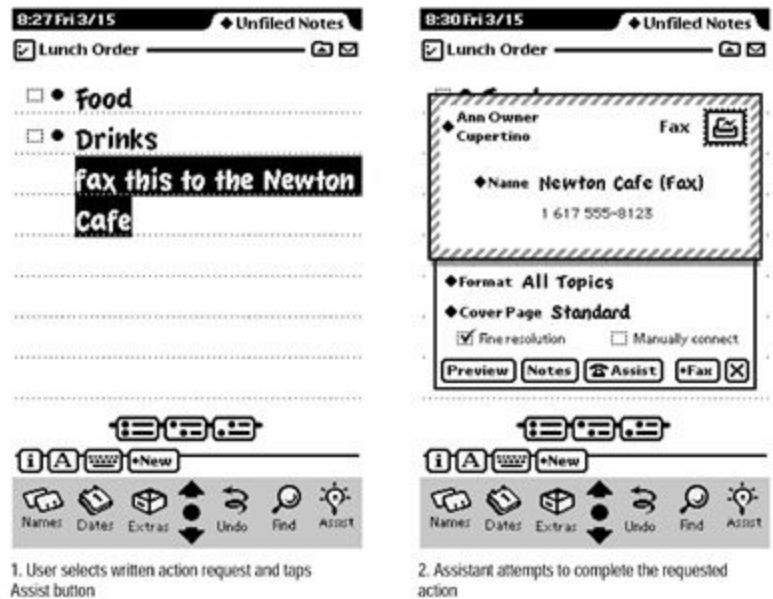 8:27 Fri 3/15
Unfiled Notes
Lunch Order
Food
Drinks
fax this to the Newton
Cafe
i A New
Names Dates Extras Undo Find Assist
1. User selects written action request and taps
Assist button
8:30 Fri 3/15
Unfiled Notes
Lunch Order
Ann Owner
Cupertino
Fax
Name Newton Cafe (Fax)
1 617 555-8123
Format All Topics
Cover Page Standard
Fine resolution Manually connect
Preview Notes Assist Fax X
i A New
Names Dates Extras Undo Find Assist
2. Assistant attempts to complete the requested
action